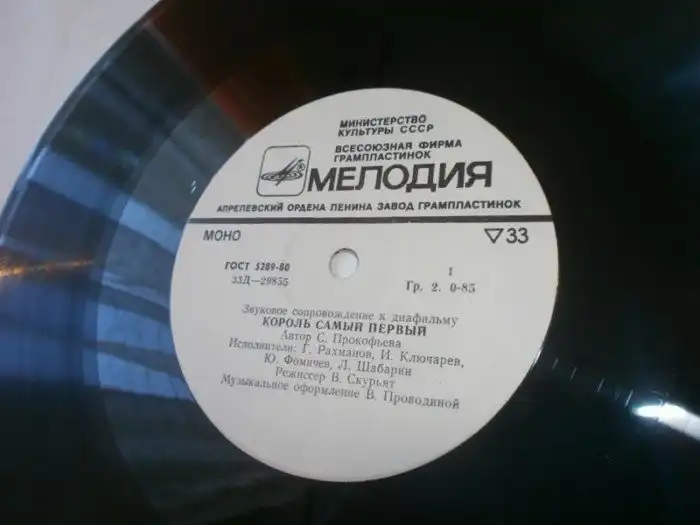 МИНИСТЕРСТВО
КУЛЬТУРЫ СССР
ВСЕСОЮЗНАЯ ФИРМА
ГРАМПЛАСТИНОК
МЕЛОДИЯ
АПРЕЛЕВСКИЙ ОРДЕНА ЛЕНИНА ЗАВОД ГРАМПЛАСТИНОК
МОНО
▽33
ГОСТ 5289-80
33Д—29855
1
Гр. 2. 0-85
Звуковое сопровождение к диафильму
КОРОЛЬ САМЫЙ ПЕРВЫЙ
Автор С. Прокофьева
Исполнители: Г. Рахманов, И. Ключарев,
Ю. Фомичев, Л. Шабарин
Режиссер В. Скурьят
Музыкальное оформление В. Проводиной